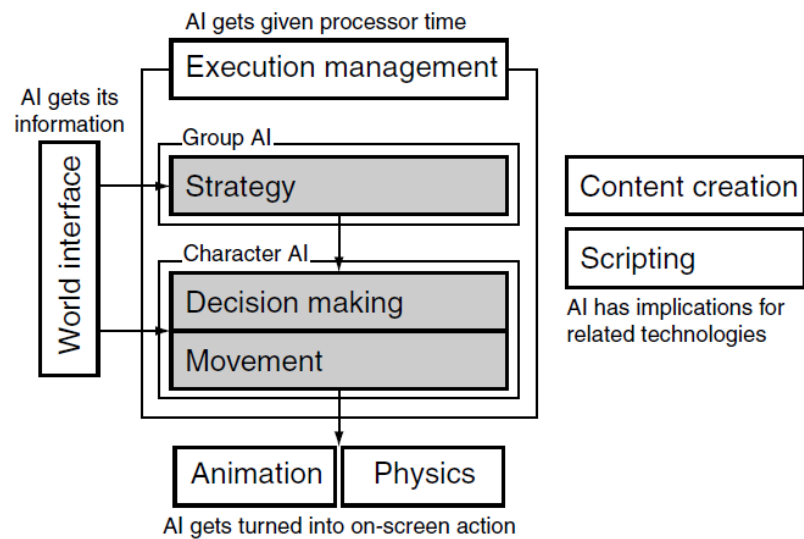 AI gets given processor time
Execution management
AI gets its
information
World interface
Group AI
Strategy
Character AI
Decision making
Movement
Animation
Physics
AI gets turned into on-screen action
Content creation
Scripting
AI has implications for
related technologies